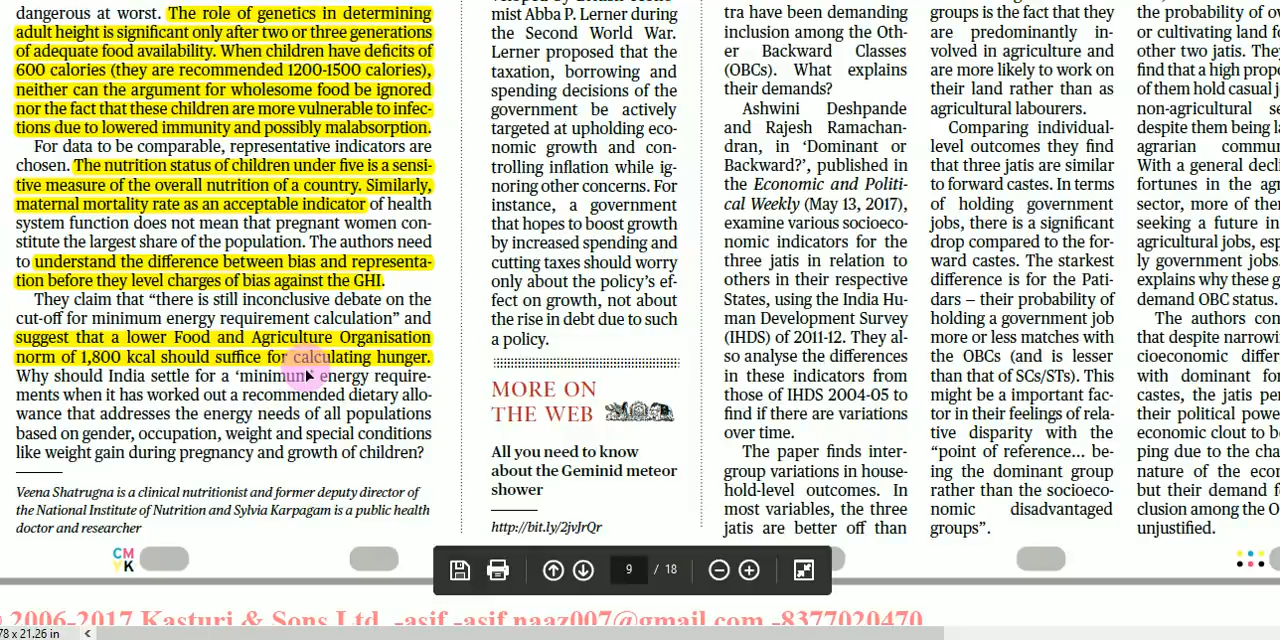 dangerous at worst. The role of genetics in determining
adult height is significant only after two or three generations
of adequate food availability. When children have deficits of
600 calories (they are recommended 1200-1500 calories),
neither can the argument for wholesome food be ignored
nor the fact that these children are more vulnerable to infec-
tions due to lowered immunity and possibly malabsorption.
For data to be comparable, representative indicators are
chosen. The nutrition status of children under five is a sensi-
tive measure of the overall nutrition of a country. Similarly,
maternal mortality rate as an acceptable indicator of health
system function does not mean that pregnant women con-
stitute the largest share of the population. The authors need
to understand the difference between bias and representa-
tion before they level charges of bias against the GHI.
They claim that “there is still inconclusive debate on the
cut-off for minimum energy requirement calculation” and
suggest that a lower Food and Agriculture Organisation
norm of 1,800 kcal should suffice for calculating hunger.
Why should India settle for a ‘minimum’ energy require-
ments when it has worked out a recommended dietary allo-
wance that addresses the energy needs of all populations
based on gender, occupation, weight and special conditions
like weight gain during pregnancy and growth of children?
Veena Shatrugna is a clinical nutritionist and former deputy director of
the National Institute of Nutrition and Sylvia Karpagam is a public health
doctor and researcher
mist Abba P. Lerner during
the Second World War.
Lerner proposed that the
taxation, borrowing and
spending decisions of the
government be actively
targeted at upholding eco-
nomic growth and con-
trolling inflation while ig-
noring other concerns. For
instance, a government
that hopes to boost growth
by increased spending and
cutting taxes should worry
only about the policy's ef-
fect on growth, not about
the rise in debt due to such
a policy.
MORE ON
THE WEB
All you need to know
about the Geminid meteor
shower
http://bit.ly/2jvJrQr
tra have been demanding
inclusion among the Oth-
er Backward Classes
(OBCs). What explains
their demands?
Ashwini Deshpande
and Rajesh Ramachan-
dran, in ‘Dominant or
Backward?’, published in
the Economic and Politi-
cal Weekly (May 13, 2017),
examine various socioeco-
nomic indicators for the
three jatis in relation to
others in their respective
States, using the India Hu-
man Development Survey
(IHDS) of 2011-12. They al-
so analyse the differences
in these indicators from
those of IHDS 2004-05 to
find if there are variations
over time.
The paper finds inter-
group variations in house-
hold-level outcomes. In
most variables, the three
jatis are better off than
groups is the fact that they
are predominantly in-
volved in agriculture and
are more likely to work on
their land rather than as
agricultural labourers.
Comparing individual-
level outcomes they find
that three jatis are similar
to forward castes. In terms
of holding government
jobs, there is a significant
drop compared to the for-
ward castes. The starkest
difference is for the Pati-
dars – their probability of
holding a government job
more or less matches with
the OBCs (and is lesser
than that of SCs/STs). This
might be a important fac-
tor in their feelings of rela-
tive disparity with the
“point of reference... be-
ing the dominant group
rather than the socioeco-
nomic disadvantaged
groups”.
the probability of
or cultivating land
other two jatis.
find that a high
of them hold casual
non-agricultural
despite them being
agrarian
With a general
fortunes in the
sector, more of
seeking a future
agricultural jobs,
ly government
explains why these
demand OBC status.
The authors
that despite
cioeconomic
with dominant
castes, the jatis
their political
economic clout to
ping due to the
nature of the
but their demand
clusion among the
unjustified.
CM
YK
9 / 18
2006-2017 Kasturi & Sons Ltd. -asif -asif.naaz007@gmail.com -8377020470
78 x 21.26 in